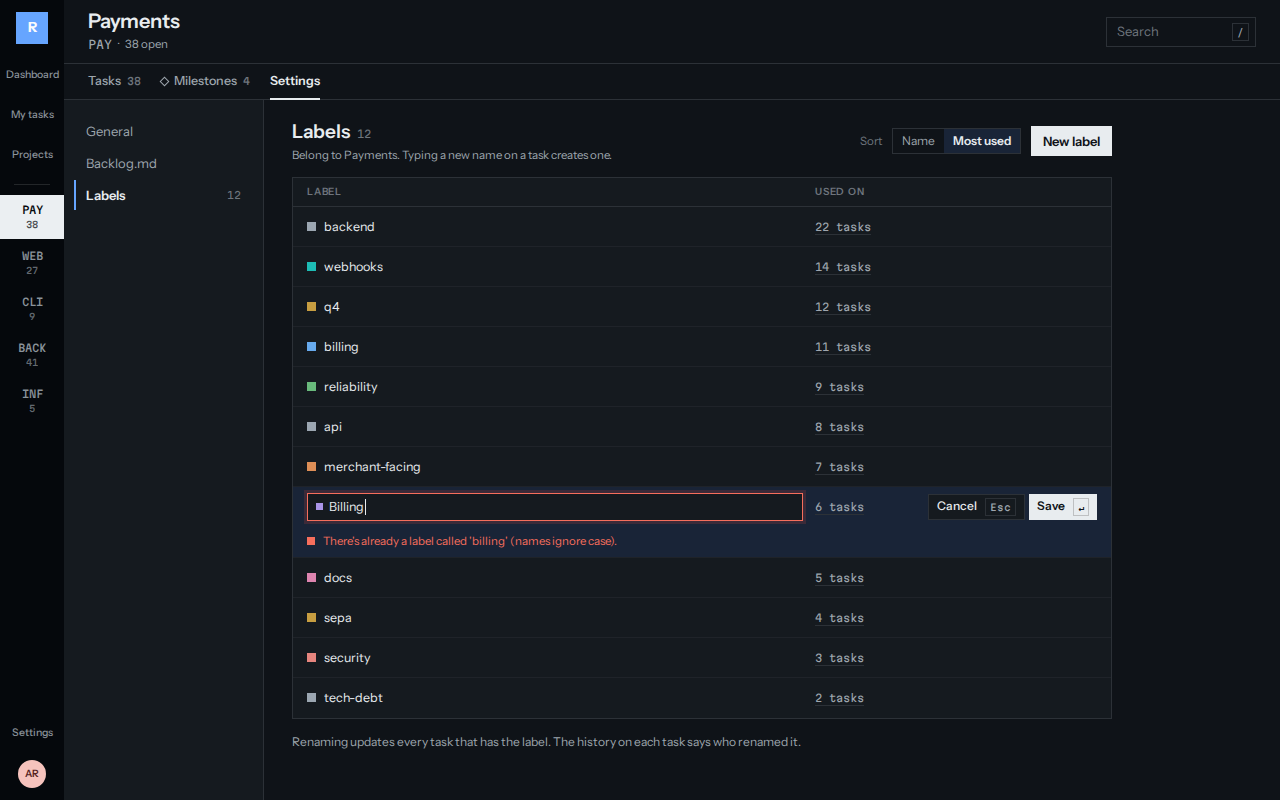 R
Payments
PAY · 38 open
Search /
Dashboard
My tasks
Projects
PAY
38
WEB
27
CLI
9
BACK
41
INF
5
Settings
AR
Tasks 38 ◇ Milestones 4 Settings
General
Backlog.md
Labels 12
Labels 12
Belong to Payments. Typing a new name on a task creates one.
Sort Name Most used New label
LABEL USED ON
backend 22 tasks
webhooks 14 tasks
q4 12 tasks
billing 11 tasks
reliability 9 tasks
api 8 tasks
merchant-facing 7 tasks
Billing 6 tasks Cancel Esc Save ↵
There's already a label called 'billing' (names ignore case).
docs 5 tasks
sepa 4 tasks
security 3 tasks
tech-debt 2 tasks
Renaming updates every task that has the label. The history on each task says who renamed it.